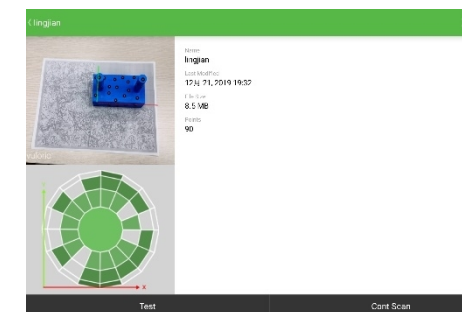 〈 lingjian
Name
lingjian
Last Modified
12月 21, 2019 19:32
File Size
8.5 MB
Points
90
Y
X
Test
Cont Scan